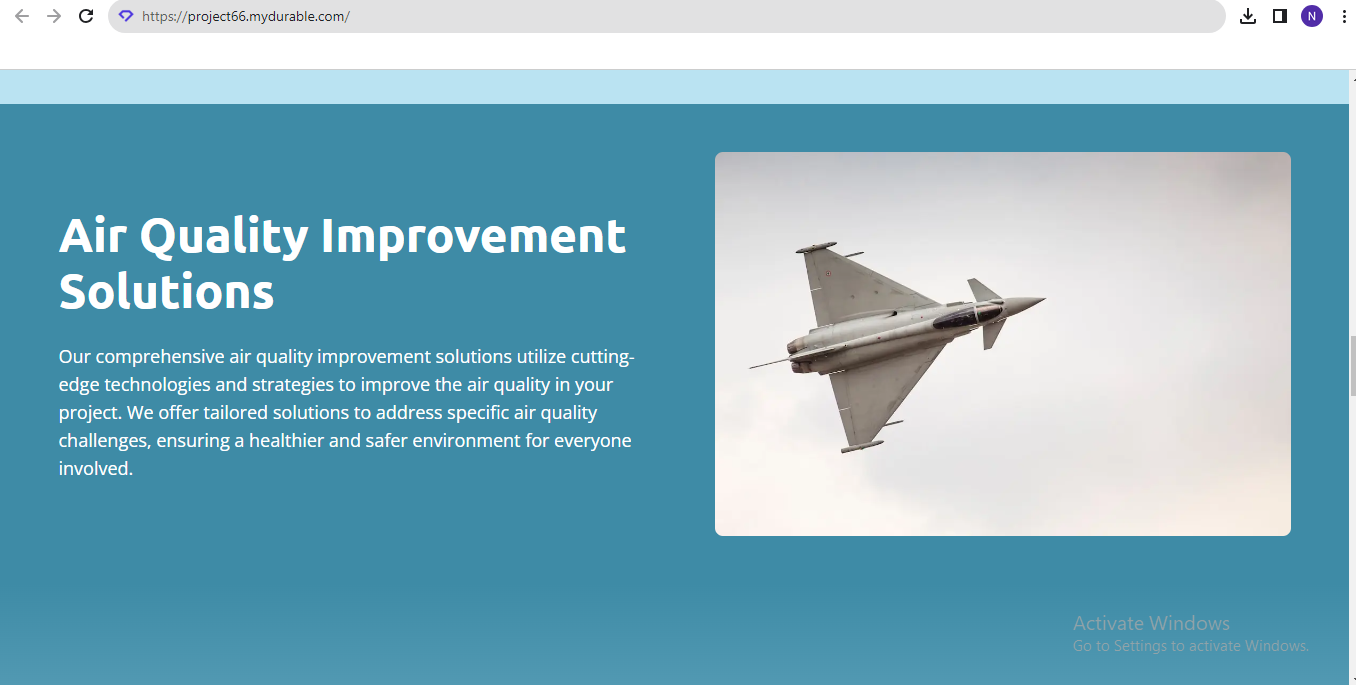 https://project66.mydurable.com/
N
Air Quality Improvement
Solutions
Our comprehensive air quality improvement solutions utilize cutting-
edge technologies and strategies to improve the air quality in your
project. We offer tailored solutions to address specific air quality
challenges, ensuring a healthier and safer environment for everyone
involved.
Activate Windows
Go to Settings to activate Windows.